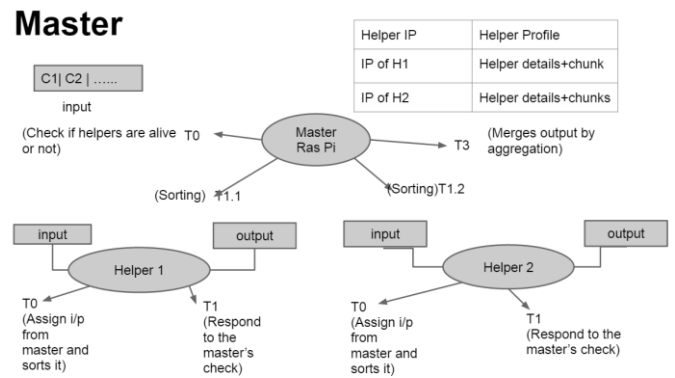 Master
Helper IP
Helper Profile
IP of H1
Helper details+chunk
IP of H2
Helper details+chunks
C1| C2 | ......
input
(Check if helpers are alive
or not)
T0
Master
Ras Pi
T3
(Merges output by
aggregation)
(Sorting)
T1.1
(Sorting)T1.2
input
output
Helper 1
T0
(Assign i/p
from
master and
sorts it)
T1
(Respond
to the
master's
check)
input
output
Helper 2
T0
(Assign i/p
from
master and
sorts it)
T1
(Respond to the
master's check)